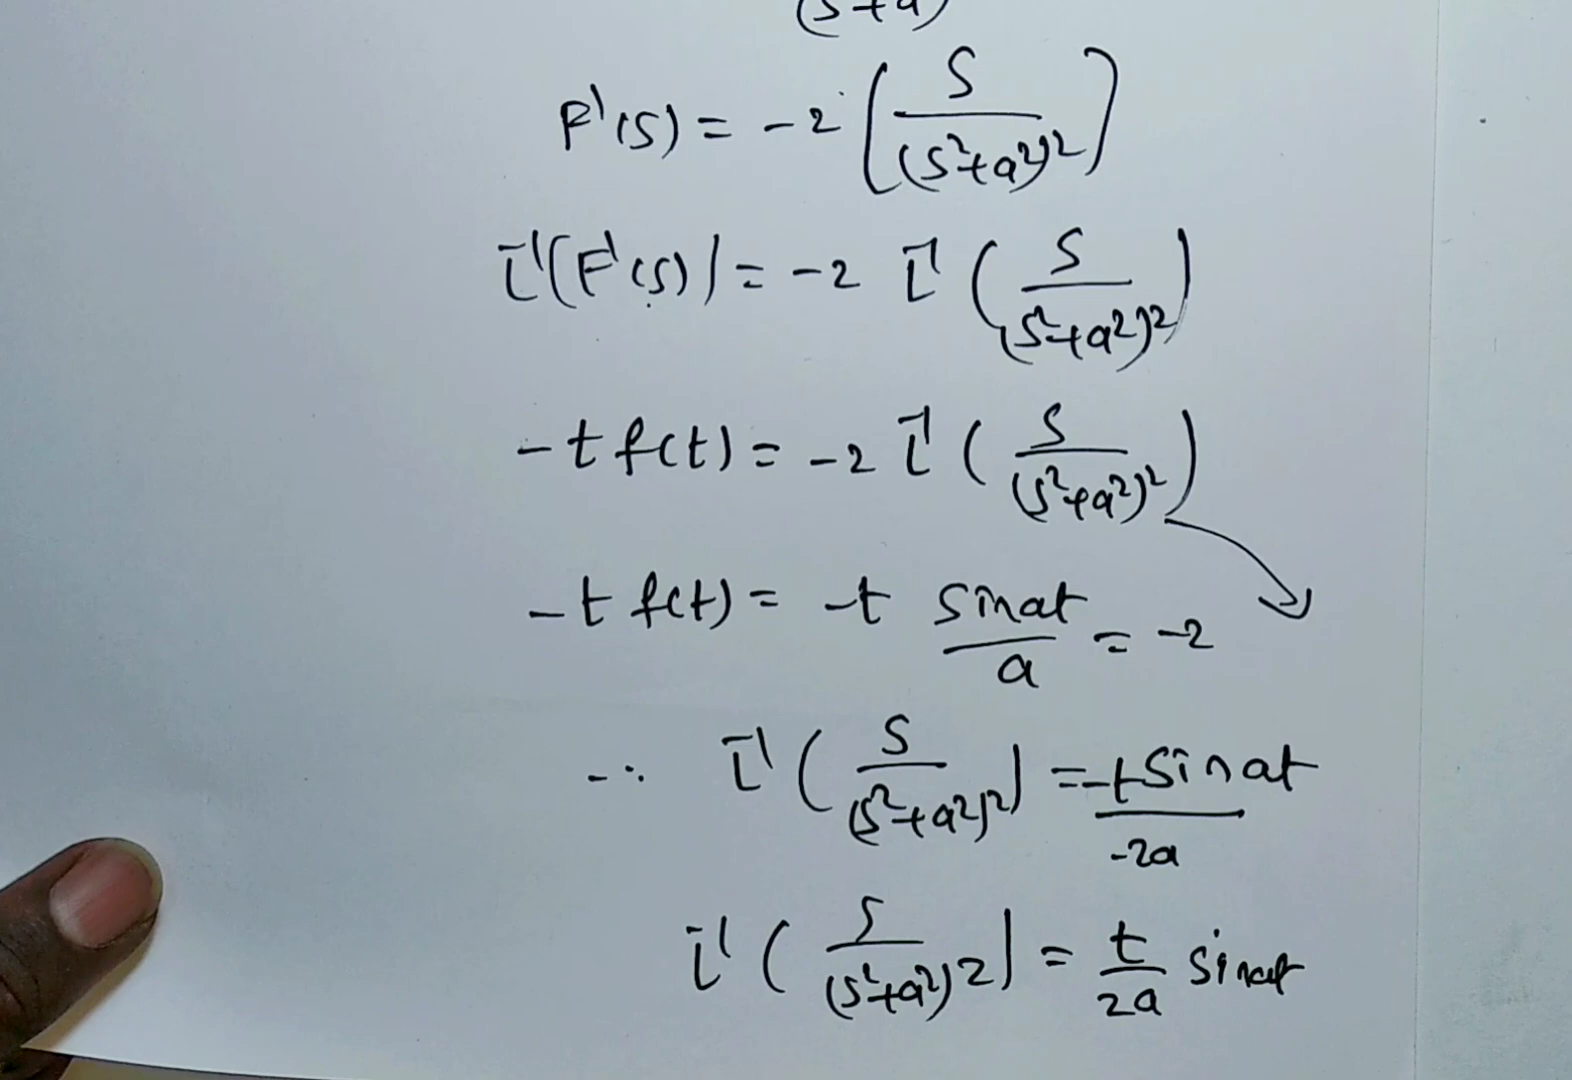 (s+a)
F'(s) = -2 (s/(s²+a²)²)
L⁻¹(F'(s)) = -2 L⁻¹(s/(s²+a²)²)
-t f(t) = -2 L⁻¹(s/(s²+a²)²)
-t f(t) = -t sinat/a = -2
∴ L⁻¹(s/(s²+a²)²) = -t Sinat/-2a
L⁻¹(s/(s²+a²)²) = t/2a Sinat